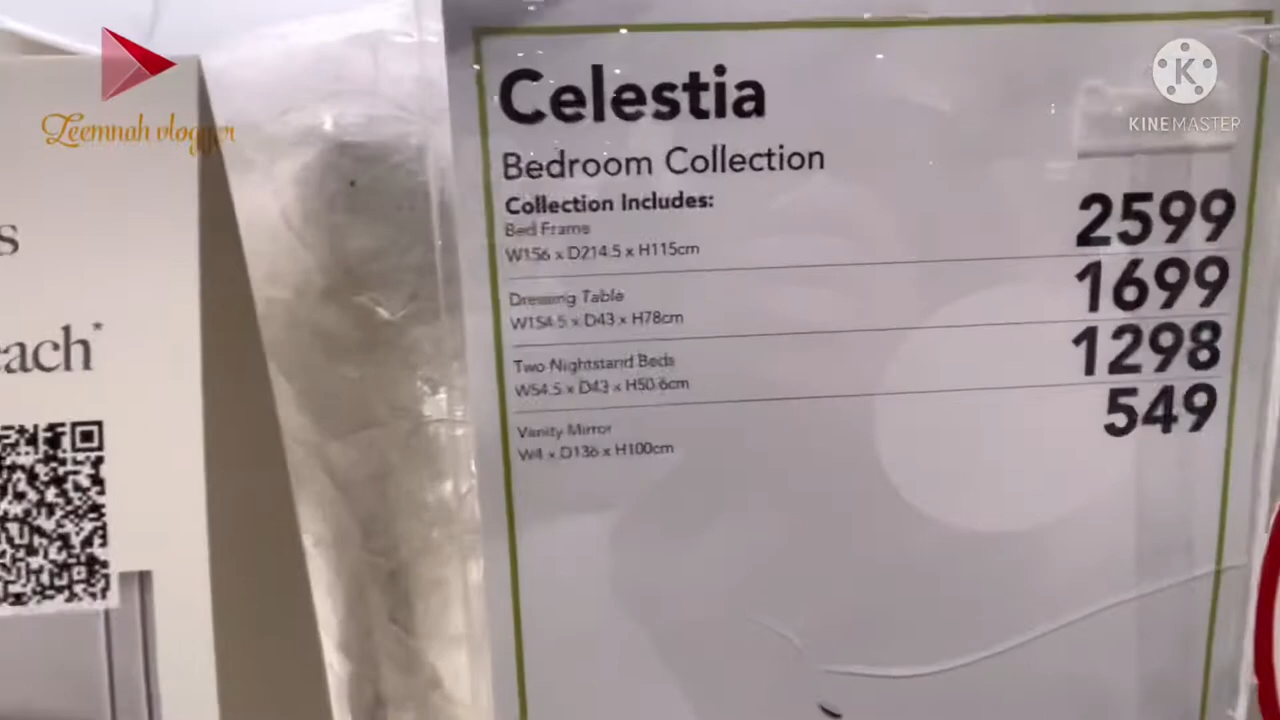 Leemnah vlogger
K
KINEMASTER
s
each*
Celestia
Bedroom Collection
Collection Includes:
Bed Frame
W156 x D214.5 x H115cm
2599
Dressing Table
W154.5 x D43 x H78cm
1699
Two Nightstand Beds
W54.5 x D43 x H50.6cm
1298
Vanity Mirror
W4 x D136 x H100cm
549